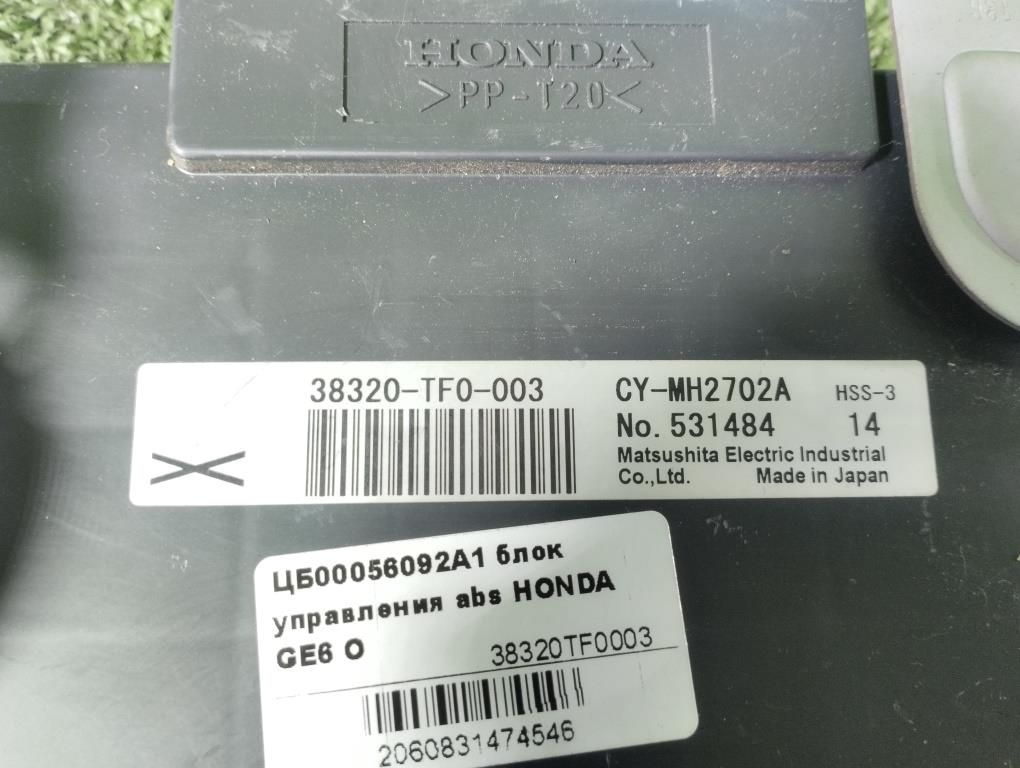 HONDA
>PP-T20<
38320-TF0-003
CY-MH2702A HSS-3
No. 531484 14
Matsushita Electric Industrial
Co.,Ltd. Made in Japan
ЦБ00056092А1 блок
управления abs HONDA
GE6 O
38320TF0003
2060831474546